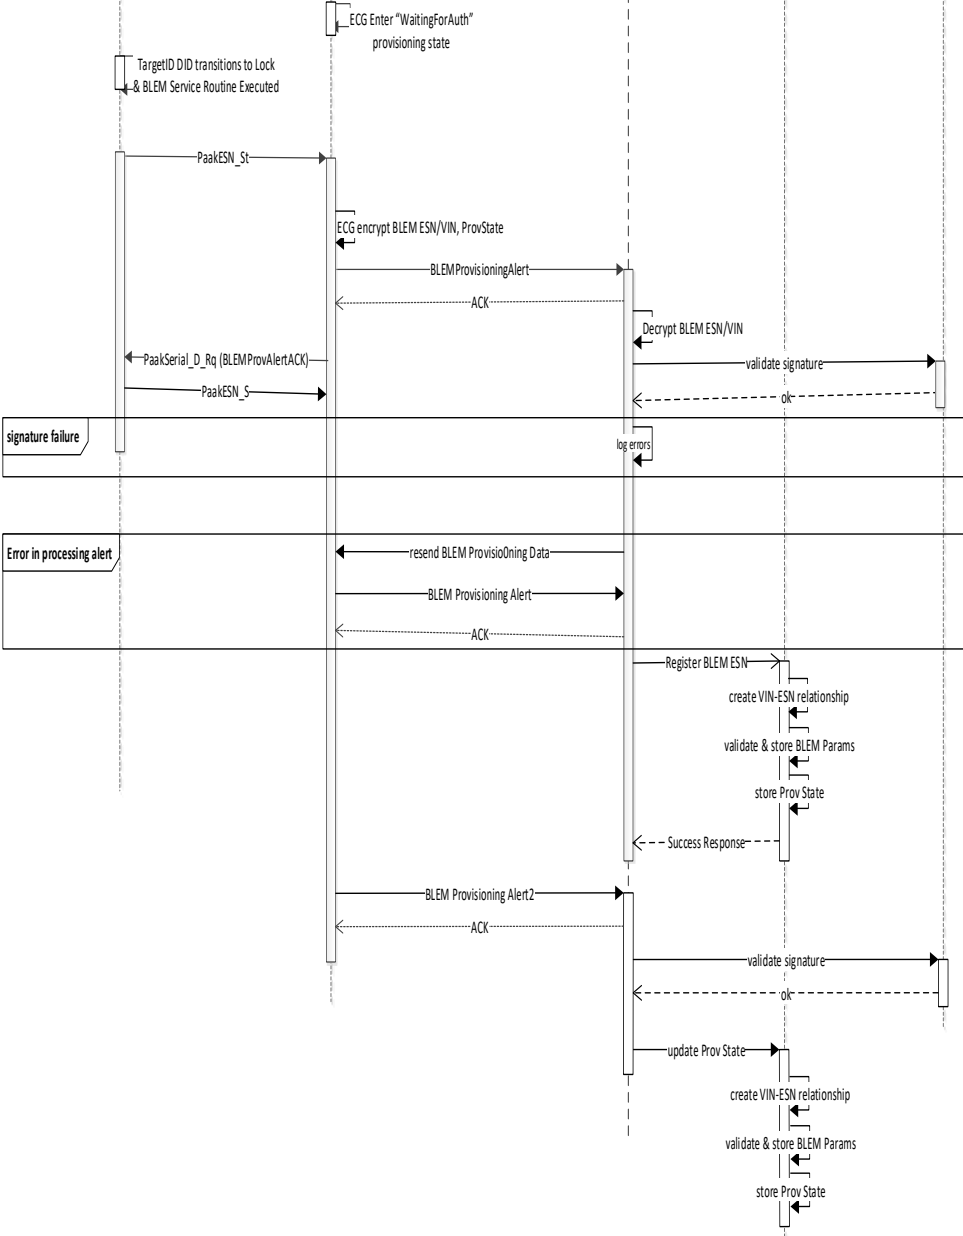 ECG Enter “WaitingForAuth”
provisioning state
TargetID DID transitions to Lock
& BLEM Service Routine Executed
PaakESN_St
ECG encrypt BLEM ESN/VIN, ProvState
BLEMProvisioningAlert
ACK
Decrypt BLEM ESN/VIN
PaakSerial_D_Rq (BLEMProvAlertACK)
validate signature
PaakESN_S
ok
signature failure
log errors
Error in processing alert
resend BLEM Provisio0ning Data
BLEM Provisioning Alert
ACK
Register BLEM ESN
create VIN-ESN relationship
validate & store BLEM Params
store Prov State
Success Response
BLEM Provisioning Alert2
ACK
validate signature
ok
update Prov State
create VIN-ESN relationship
validate & store BLEM Params
store Prov State